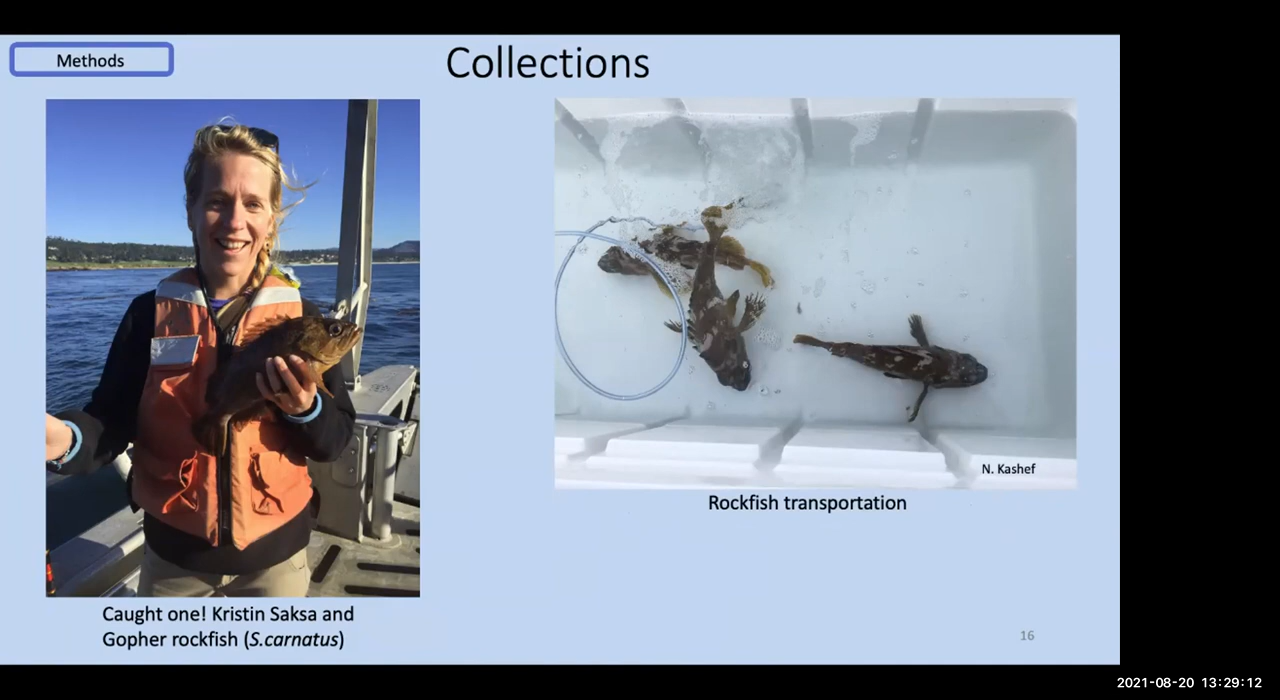 Methods
Collections
N. Kashef
Rockfish transportation
Caught one! Kristin Saksa and
Gopher rockfish (S.carnatus)
16
2021-08-20 13:29:12